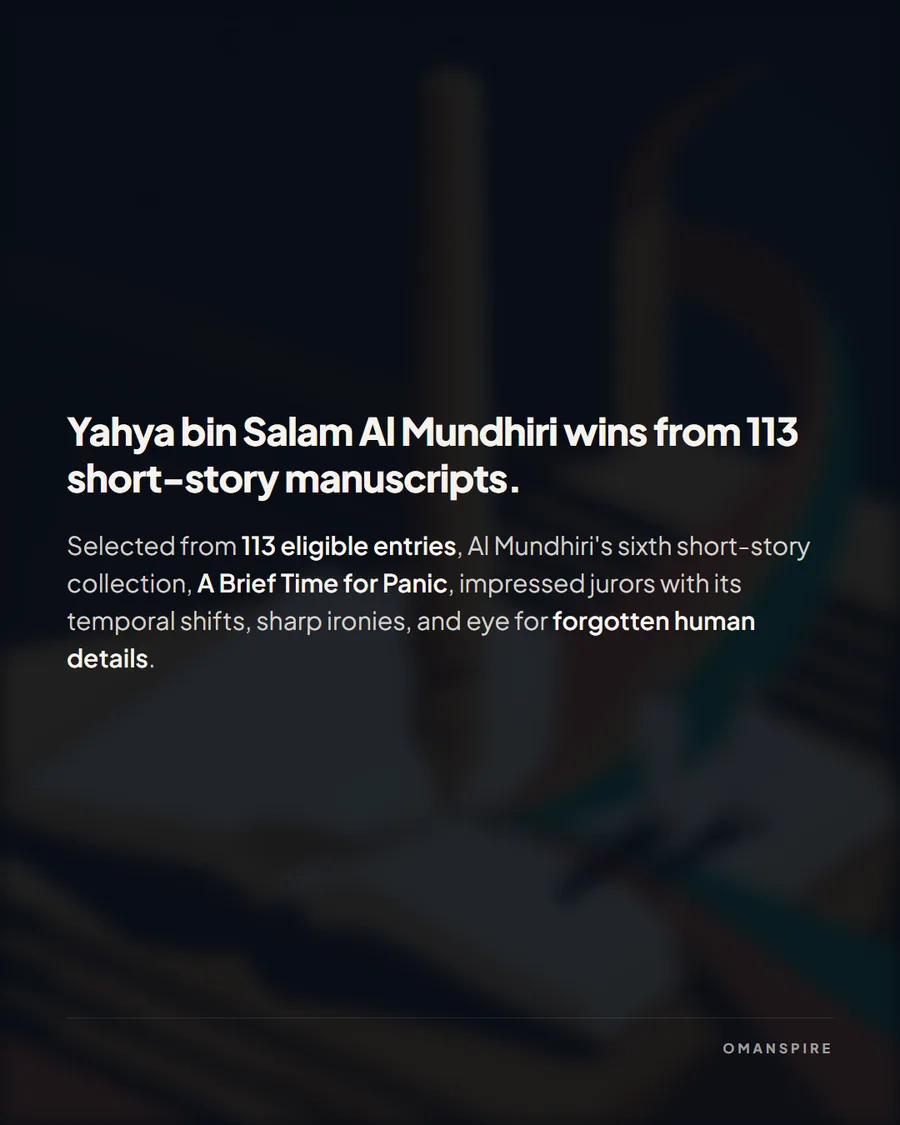 Yahya bin Salam Al Mundhiri wins from 113
short-story manuscripts.
Selected from 113 eligible entries, Al Mundhiri's sixth short-story
collection, A Brief Time for Panic, impressed jurors with its
temporal shifts, sharp ironies, and eye for forgotten human
details.
OMANSPIRE